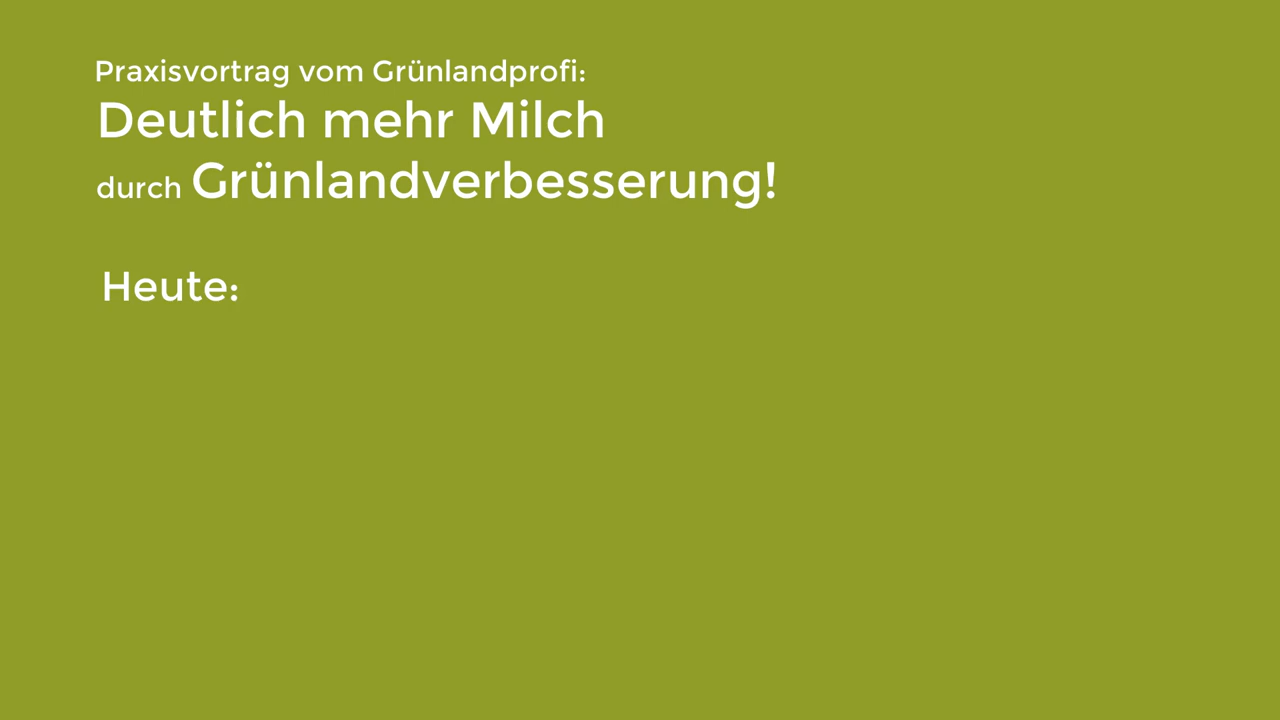 Praxisvortrag vom Grünlandprofi:
Deutlich mehr Milch
durch Grünlandverbesserung!
Heute: